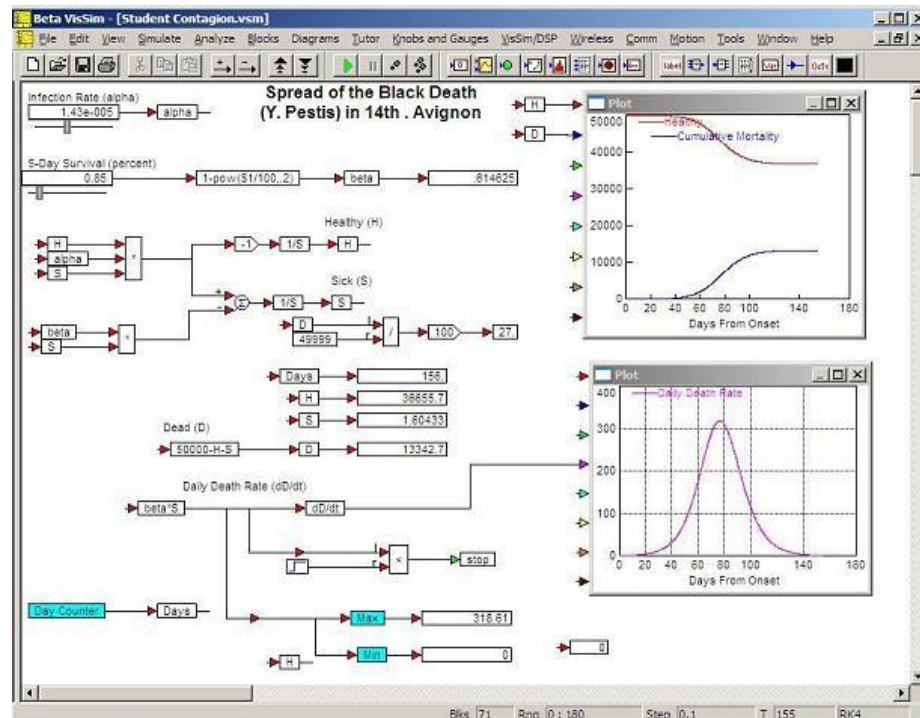 Beta VisSim - [Student Contagion.vsm]
File Edit View Simulate Analyze Blocks Diagrams Tutor Knobs and Gauges VisSim/DSP Wireless Comm Motion Tools Window Help
Infection Rate (alpha)
1.43e-005 alpha
Spread of the Black Death
(Y. Pestis) in 14th . Avignon
H
D
5-Day Survival (percent)
0.85 1-pow($1/100,.2) beta .614625
Healthy (H)
H
alpha * -1 1/S H
S
Sick (S)
+ - Σ 1/S S
beta
S *
D l
49999 r / 100 27.
Days 156.
H 36655.7
S 1.60433
Dead (D)
50000-H-S D 13342.7
Daily Death Rate (dD/dt)
beta*S dD/dt
l
r < stop
Day Counter Days
Max 318.61
Min 0
H
0
Plot
Healthy
Cumulative Mortality
50000
40000
30000
20000
10000
0
0 20 40 60 80 100 120 140 160 180
Days From Onset
Plot
Daily Death Rate
400
300
200
100
0
0 20 40 60 80 100 120 140 160 180
Days From Onset
Blks 71 Rng 0 : 180 Step 0.1 T 155 RK4